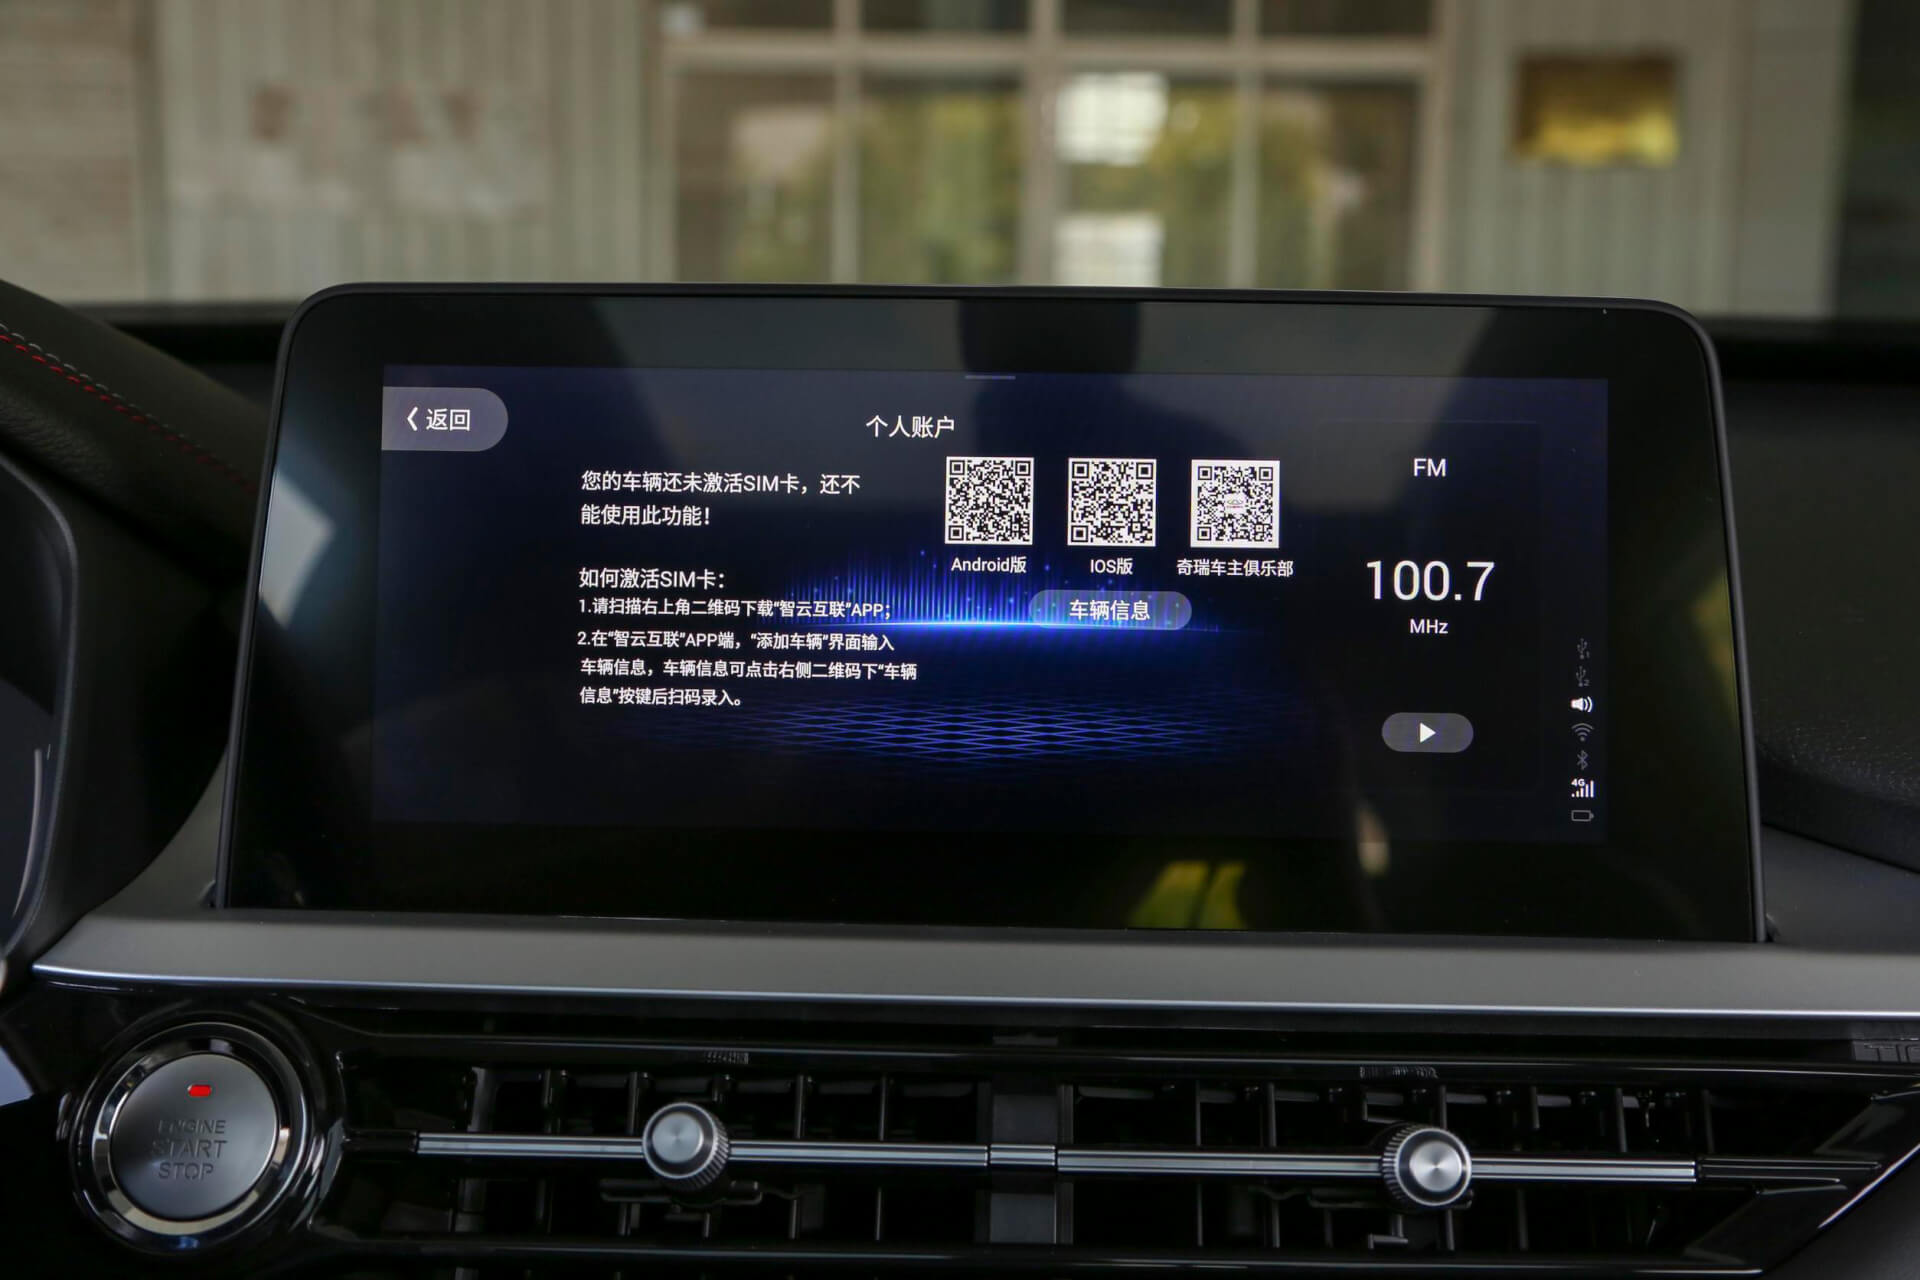 返回
个人账户
您的车辆还未激活SIM卡，还不
能使用此功能！
如何激活SIM卡：
1.请扫描右上角二维码下载“智云互联”APP；
2.在“智云互联”APP端，“添加车辆”界面输入
车辆信息，车辆信息可点击右侧二维码下“车辆
信息”按键后扫码录入。
Android版
IOS版
奇瑞车主俱乐部
车辆信息
FM
100.7
MHz
4G
ENGINE
START
STOP